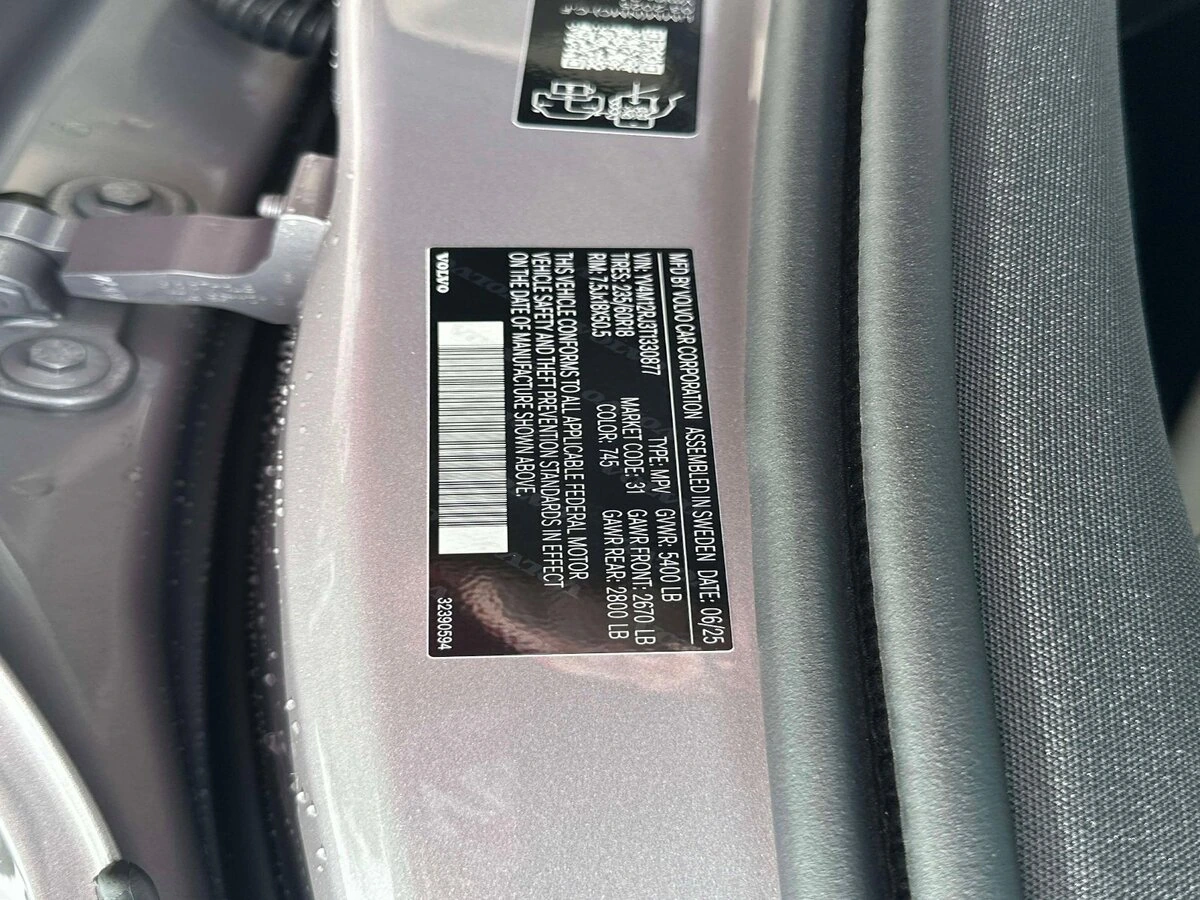 MFD BY VOLVO CAR CORPORATION ASSEMBLED IN SWEDEN DATE: 06/25
VIN: YV4M12RJ3T1330877 TYPE: MPV GVWR: 5400 LB
TIRES: 235/60R18 MARKET CODE: 31 GAWR FRONT: 2670 LB
RIM: 7.5Jx18X50.5 COLOR: 745 GAWR REAR: 2800 LB
THIS VEHICLE CONFORMS TO ALL APPLICABLE FEDERAL MOTOR
VEHICLE SAFETY AND THEFT PREVENTION STANDARDS IN EFFECT
ON THE DATE OF MANUFACTURE SHOWN ABOVE.
VOLVO 32390594